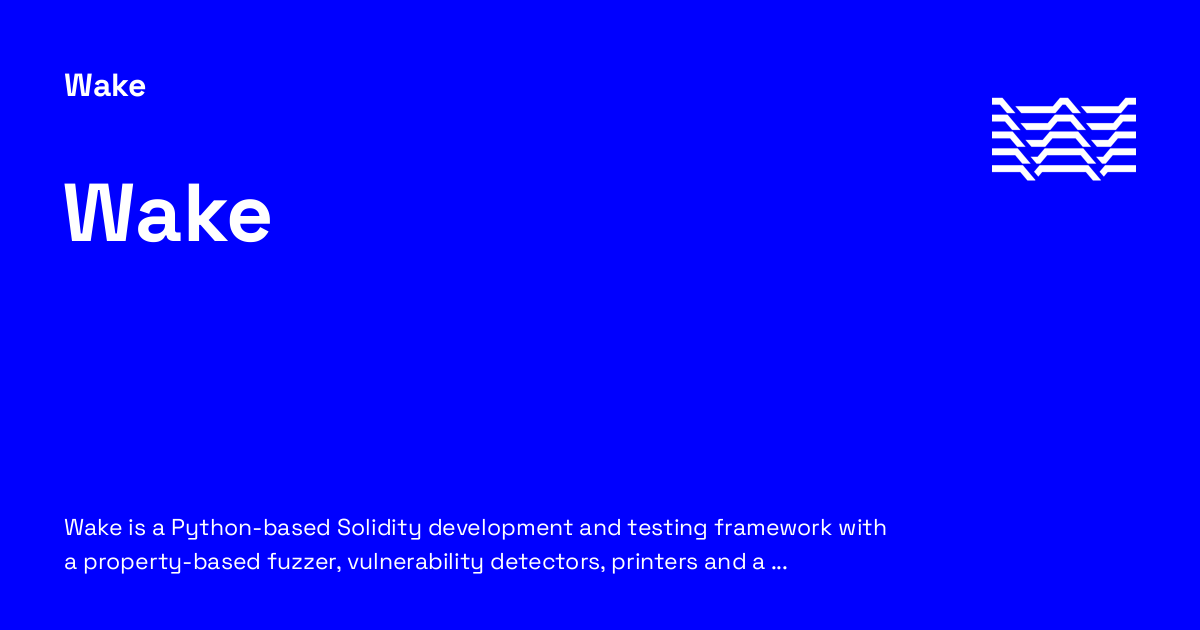 Wake
Wake
Wake is a Python-based Solidity development and testing framework with
a property-based fuzzer, vulnerability detectors, printers and a ...